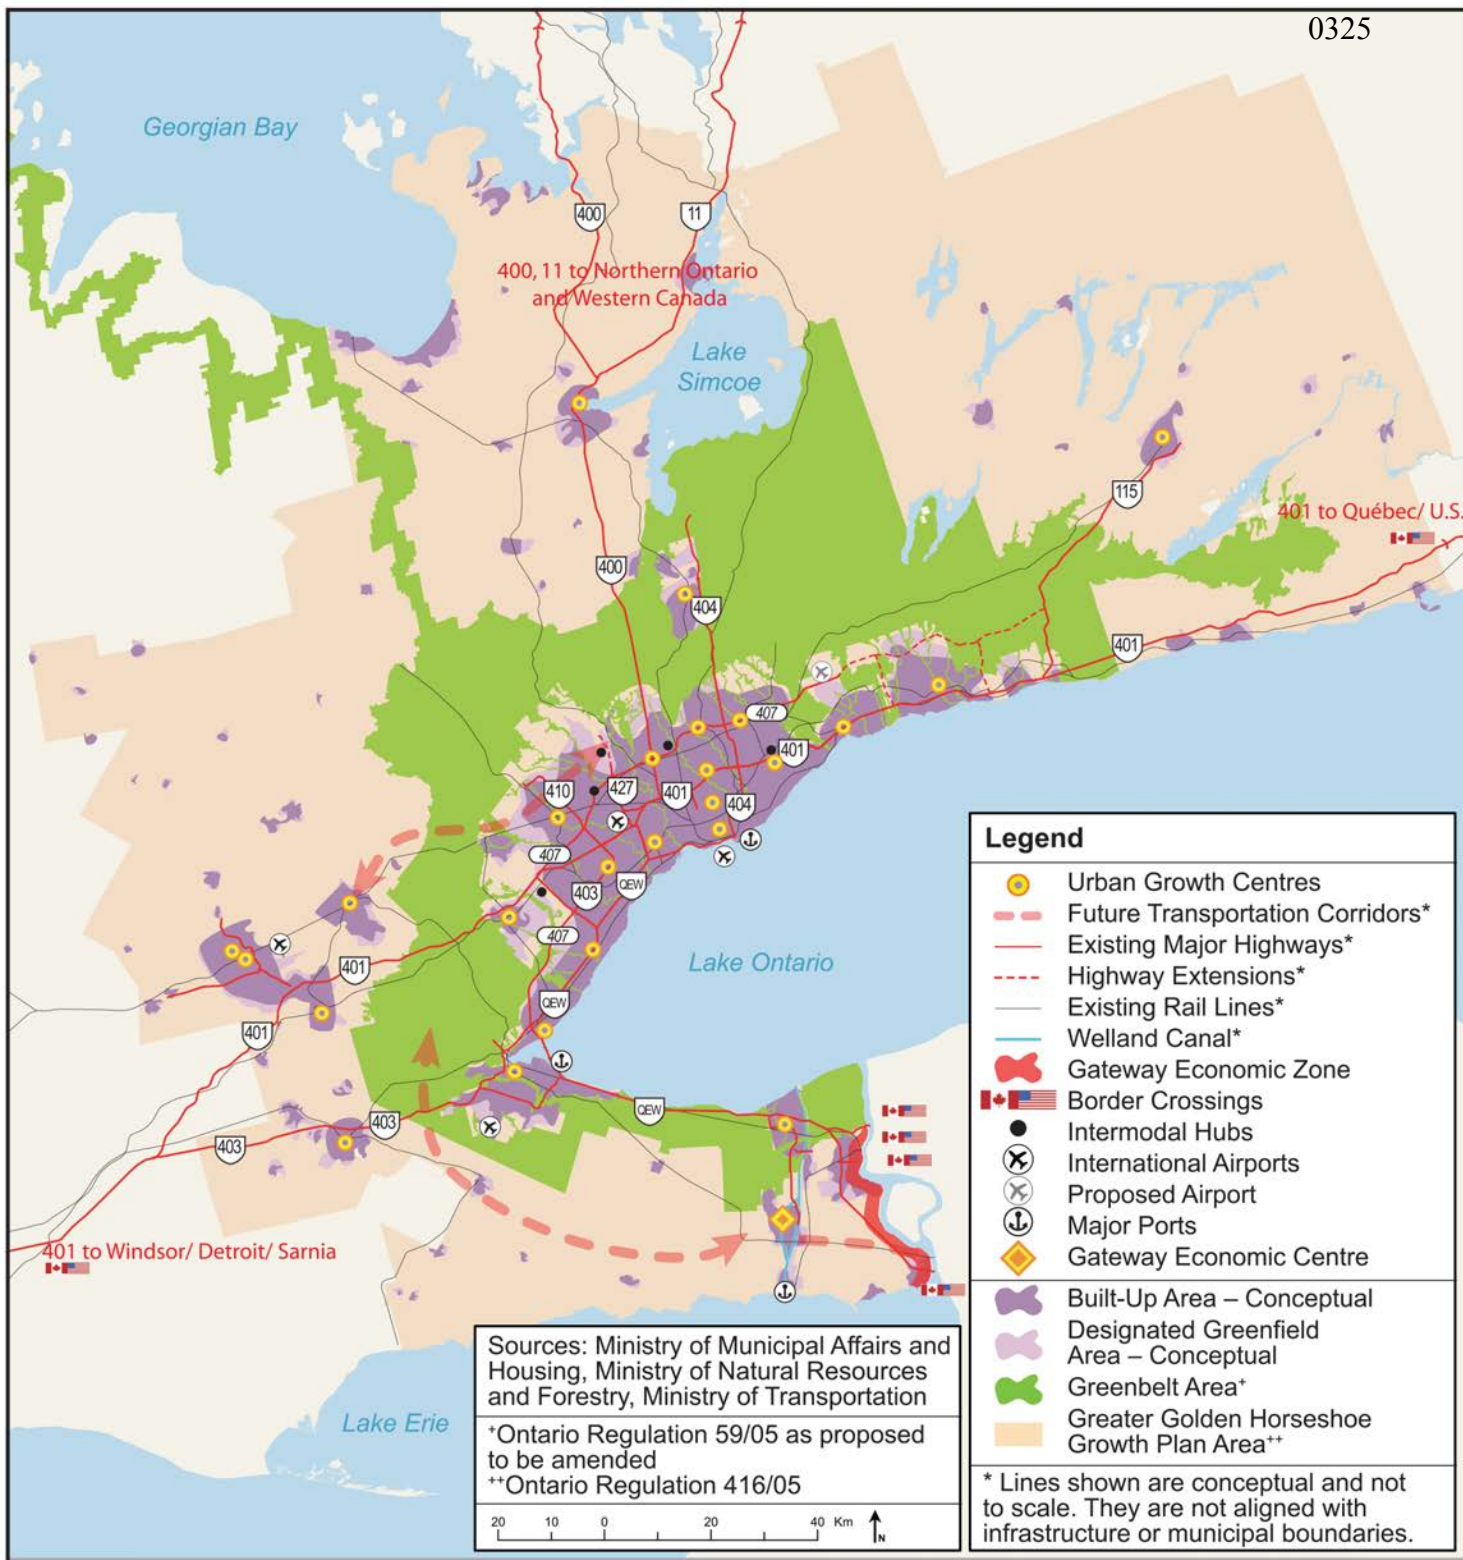 0325
Georgian Bay
400
11
400, 11 to Northern Ontario
and Western Canada
Lake
Simcoe
115
401 to Québec/ U.S.
400
404
401
407
401
410
427
401
404
407
403
QEW
407
Lake Ontario
401
QEW
401
403
QEW
403
401 to Windsor/ Detroit/ Sarnia
Lake Erie
Sources: Ministry of Municipal Affairs and
Housing, Ministry of Natural Resources
and Forestry, Ministry of Transportation
+Ontario Regulation 59/05 as proposed
to be amended
++Ontario Regulation 416/05
20 10 0 20 40 Km
N
Legend
Urban Growth Centres
Future Transportation Corridors*
Existing Major Highways*
Highway Extensions*
Existing Rail Lines*
Welland Canal*
Gateway Economic Zone
Border Crossings
Intermodal Hubs
International Airports
Proposed Airport
Major Ports
Gateway Economic Centre
Built-Up Area – Conceptual
Designated Greenfield
Area – Conceptual
Greenbelt Area+
Greater Golden Horseshoe
Growth Plan Area++
* Lines shown are conceptual and not
to scale. They are not aligned with
infrastructure or municipal boundaries.